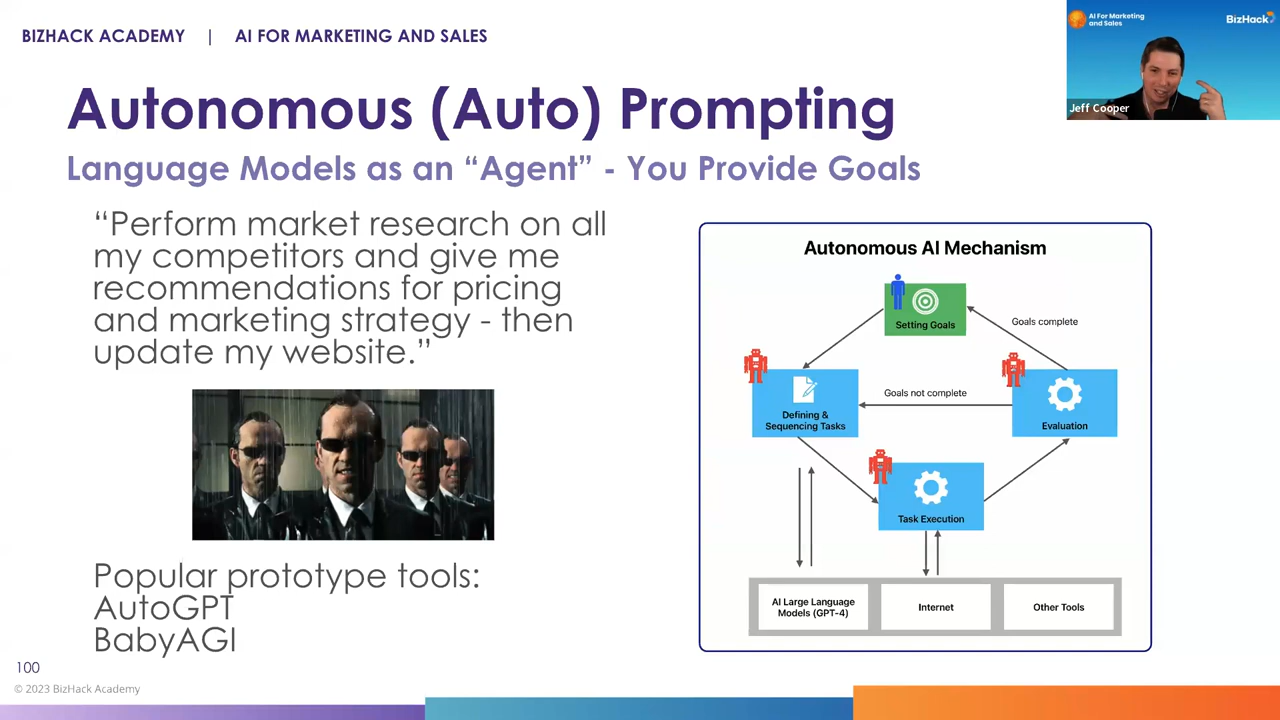 BIZHACK ACADEMY | AI FOR MARKETING AND SALES
AI For Marketing
and Sales
BizHack
Jeff Cooper
Autonomous (Auto) Prompting
Language Models as an “Agent” - You Provide Goals
“Perform market research on all
my competitors and give me
recommendations for pricing
and marketing strategy - then
update my website.”
Popular prototype tools:
AutoGPT
BabyAGI
Autonomous AI Mechanism
Setting Goals
Goals complete
Goals not complete
Defining &
Sequencing Tasks
Evaluation
Task Execution
AI Large Language
Models (GPT-4)
Internet
Other Tools
100
© 2023 BizHack Academy